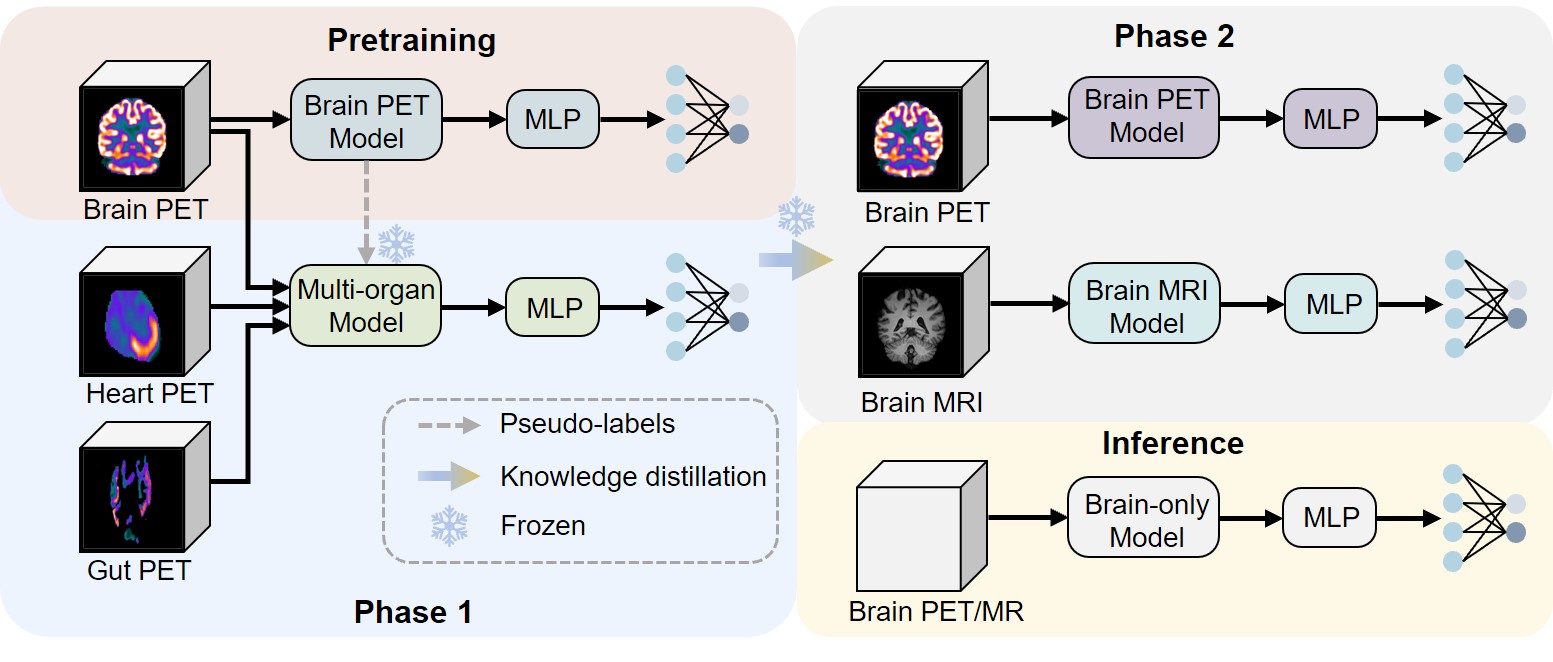 Pretraining
Brain PET
Model
MLP
Brain PET
Multi-organ
Model
MLP
Heart PET
Gut PET
Pseudo-labels
Knowledge distillation
Frozen
Phase 1
Phase 2
Brain PET
Model
MLP
Brain PET
Brain MRI
Model
MLP
Brain MRI
Inference
Brain-only
Model
MLP
Brain PET/MR